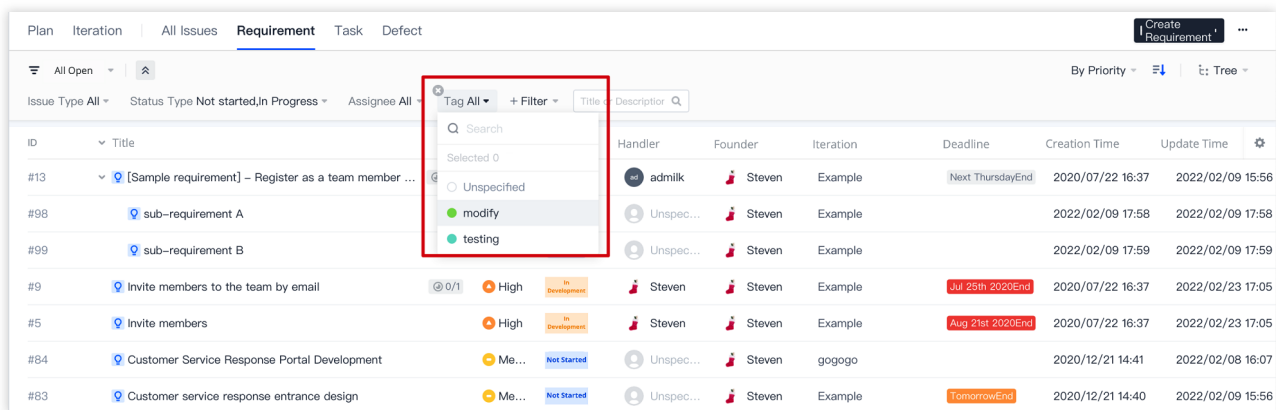 Plan Iteration All Issues Requirement Task Defect Create Requirement
All Open By Priority Tree
Issue Type All Status Type Not started,In Progress Assignee All Tag All + Filter Title or Description
Search
Selected 0
Unspecified
modify
testing
ID Title Handler Founder Iteration Deadline Creation Time Update Time
#13 [Sample requirement] – Register as a team member ... ad admilk Steven Example Next ThursdayEnd 2020/07/22 16:37 2022/02/09 15:56
#98 sub-requirement A Unspec... Steven Example 2022/02/09 17:58 2022/02/09 17:58
#99 sub-requirement B Unspec... Steven Example 2022/02/09 17:59 2022/02/09 17:59
#9 Invite members to the team by email 0/1 High In Development Steven Steven Example Jul 25th 2020End 2020/07/22 16:37 2022/02/23 17:05
#5 Invite members High In Development Steven Steven Example Aug 21st 2020End 2020/07/22 16:37 2022/02/23 17:05
#84 Customer Service Response Portal Development Me... Not Started Unspec... Steven gogogo 2020/12/21 14:41 2022/02/08 16:07
#83 Customer service response entrance design Me... Not Started Unspec... Steven Example TomorrowEnd 2020/12/21 14:40 2022/02/09 15:56